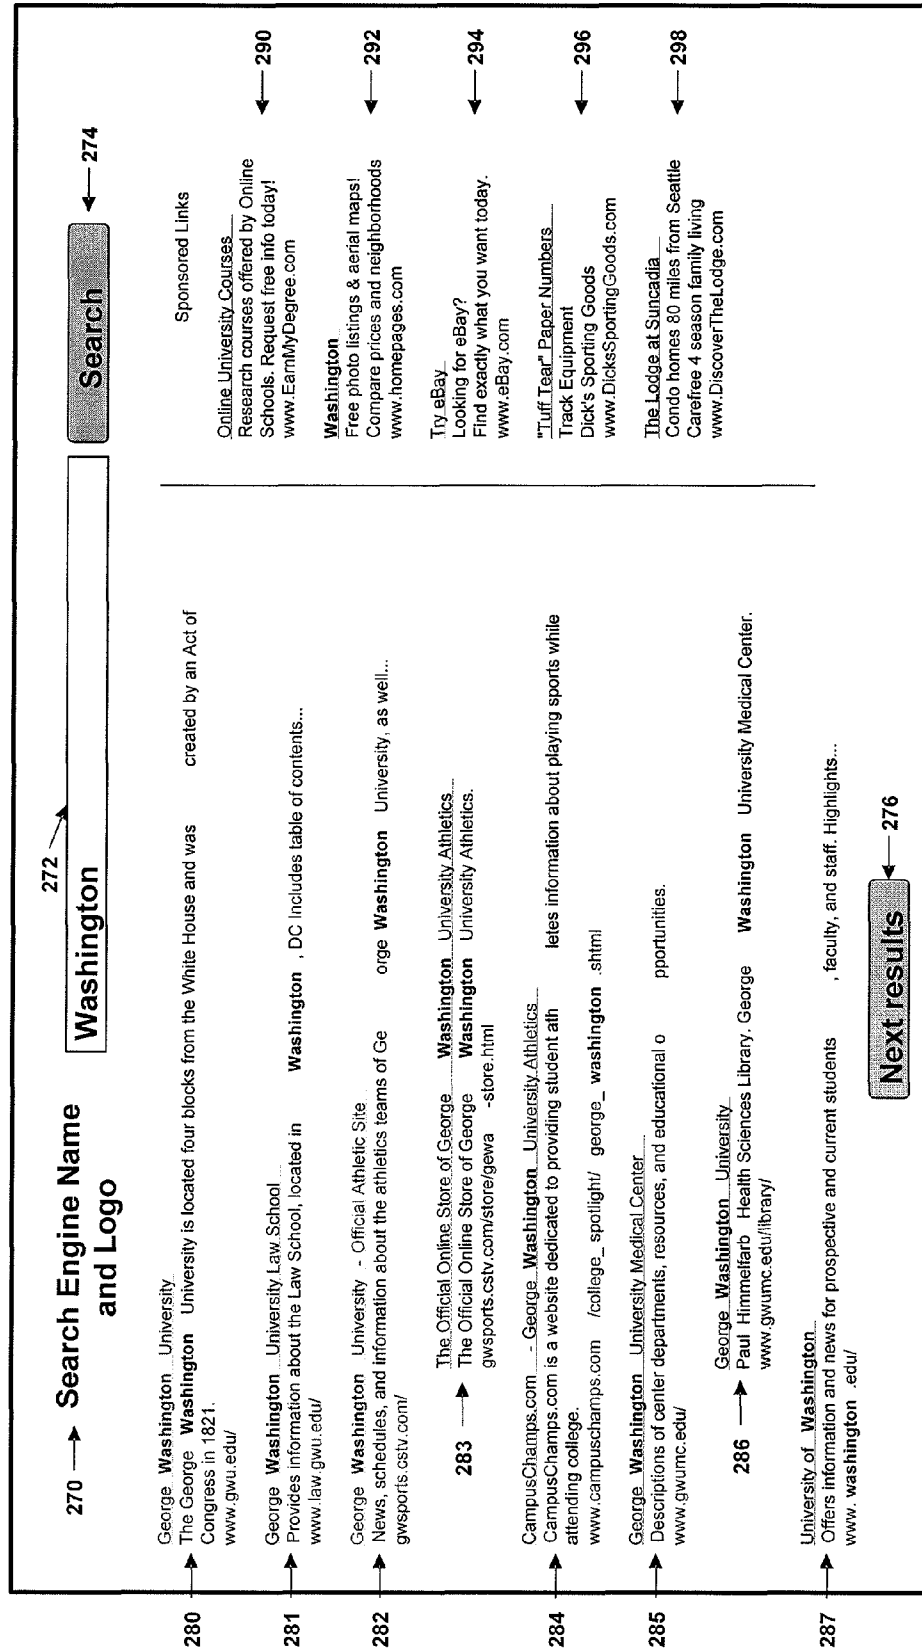 270 Search Engine Name
and Logo
272
Washington
Search 274
George Washington University
280 The George Washington University is located four blocks from the White House and was created by an Act of
Congress in 1821.
www.gwu.edu/
George Washington University Law School
281 Provides information about the Law School, located in Washington , DC Includes table of contents...
www.law.gwu.edu/
George Washington University - Official Athletic Site
282 News, schedules, and information about the athletics teams of Ge orge Washington University, as well...
gwsports.cstv.com/
The Official Online Store of George Washington University Athletics
283 The Official Online Store of George Washington University Athletics.
gwsports.cstv.com/store/gewa -store.html
CampusChamps.com - George Washington University Athletics
284 CampusChamps.com is a website dedicated to providing student ath letes information about playing sports while
attending college.
www.campuschamps.com /college_ spotlight/ george_ washington .shtml
George Washington University Medical Center
285 Descriptions of center departments, resources, and educational o pportunities.
www.gwumc.edu/
George Washington University
286 Paul Himmelfarb Health Sciences Library. George Washington University Medical Center.
www.gwumc.edu/library/
University of Washington
287 Offers information and news for prospective and current students , faculty, and staff. Highlights...
www. washington .edu/
Next results 276
Sponsored Links
Online University Courses
Research courses offered by Online 290
Schools. Request free info today!
www.EarnMyDegree.com
Washington
Free photo listings & aerial maps! 292
Compare prices and neighborhoods
www.homepages.com
Try eBay
Looking for eBay? 294
Find exactly what you want today.
www.eBay.com
"Tuff Tear" Paper Numbers
Track Equipment 296
Dick's Sporting Goods
www.DicksSportingGoods.com
The Lodge at Suncadia
Condo homes 80 miles from Seattle 298
Carefree 4 season family living
www.DiscoverTheLodge.com